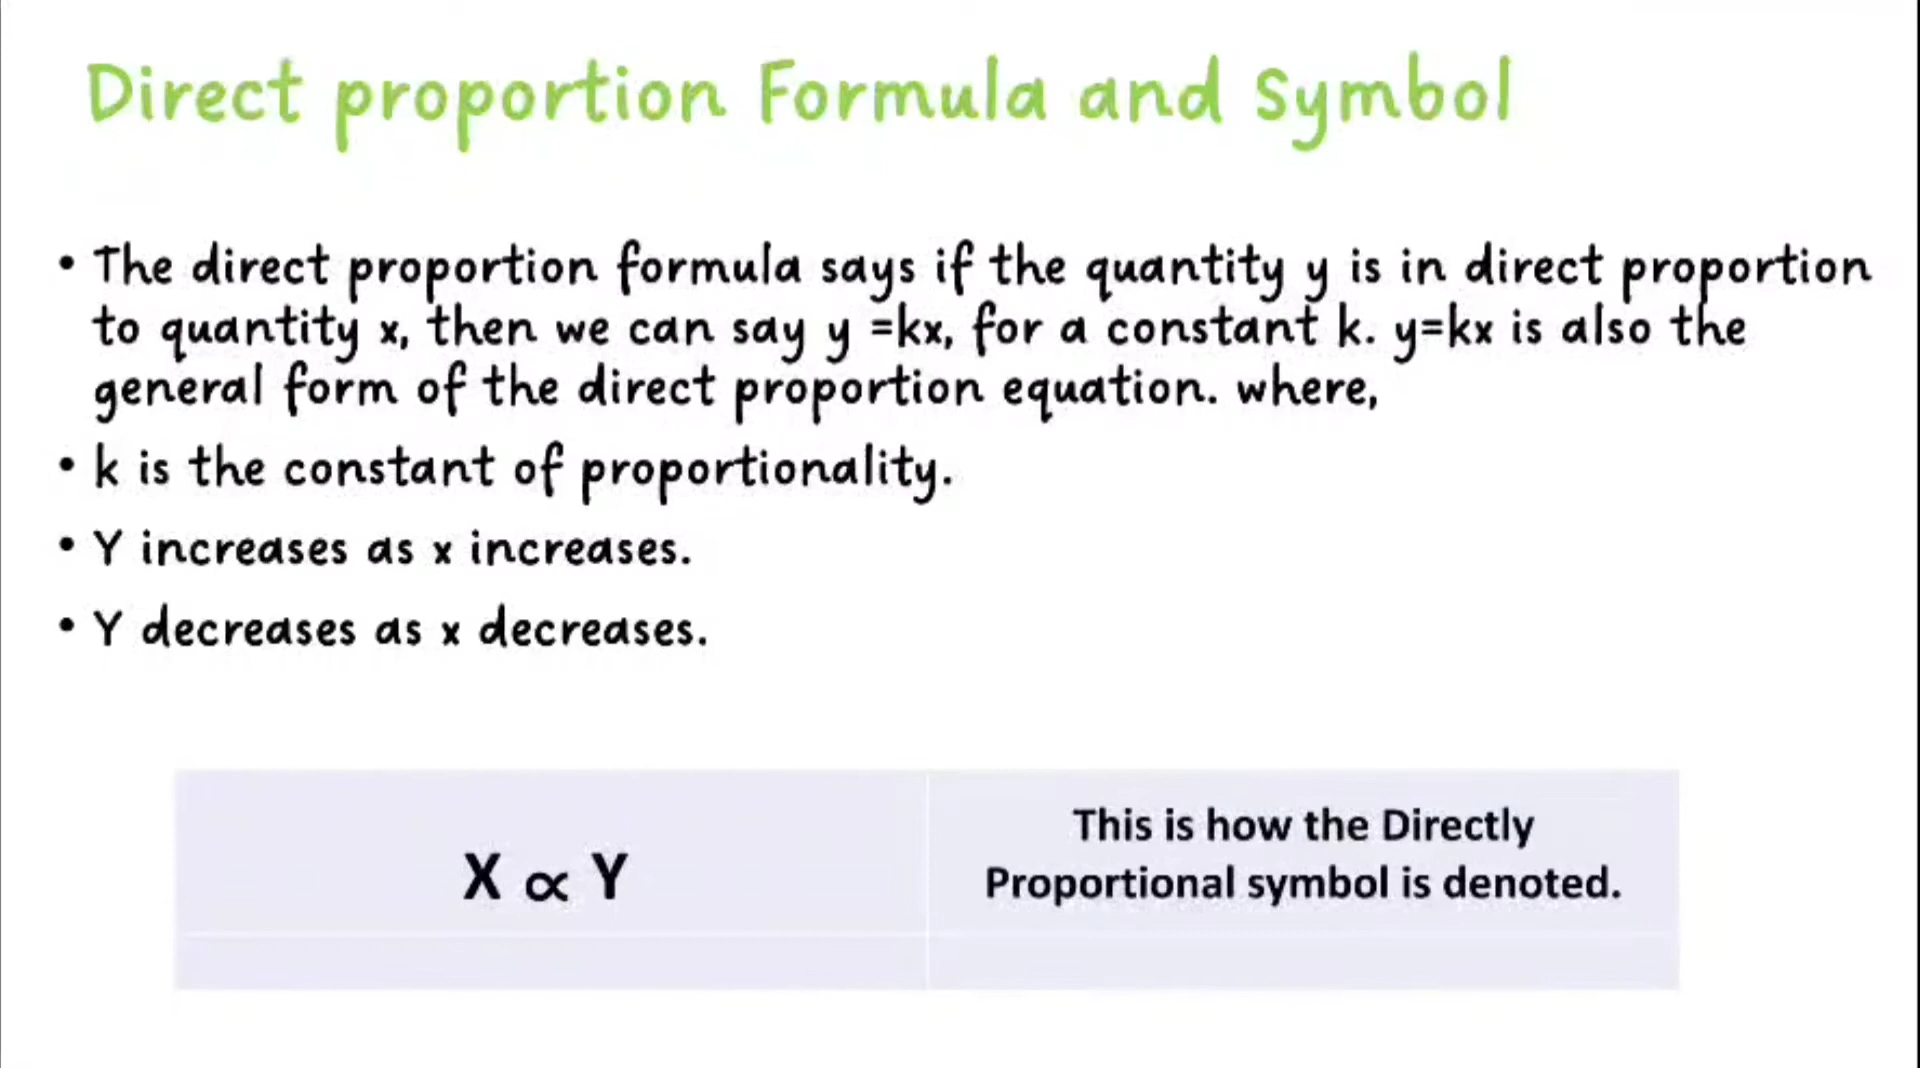 Direct proportion Formula and Symbol
• The direct proportion formula says if the quantity y is in direct proportion
to quantity x, then we can say y =kx, for a constant k. y=kx is also the
general form of the direct proportion equation. where,
• k is the constant of proportionality.
• Y increases as x increases.
• Y decreases as x decreases.
X ∝ Y
This is how the Directly
Proportional symbol is denoted.